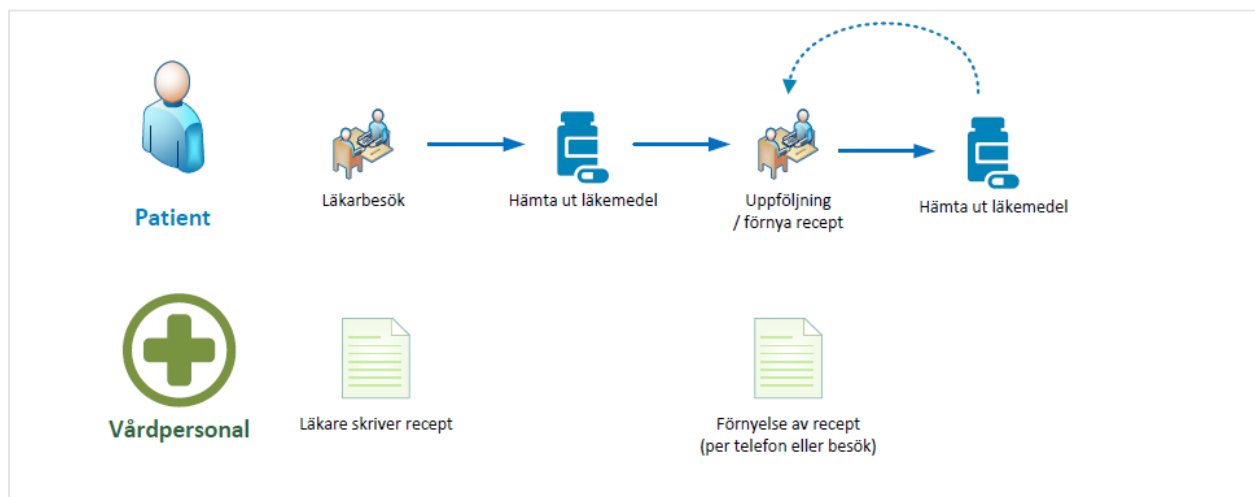 Patient
Läkarbesök
Hämta ut läkemedel
Uppföljning
/ förnya recept
Hämta ut läkemedel
Vårdpersonal
Läkare skriver recept
Förnyelse av recept
(per telefon eller besök)